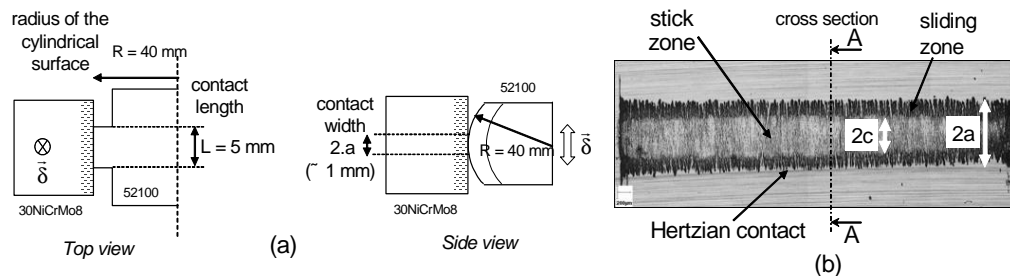 radius of the
cylindrical
surface
R = 40 mm
contact
length
L = 5 mm
δ
52100
30NiCrMo8
Top view
(a)
52100
contact
width
2.a
(~ 1 mm)
R = 40 mm
δ
30NiCrMo8
Side view
stick
zone
cross section
A
sliding
zone
2c
2a
200µm
Hertzian contact
A
(b)